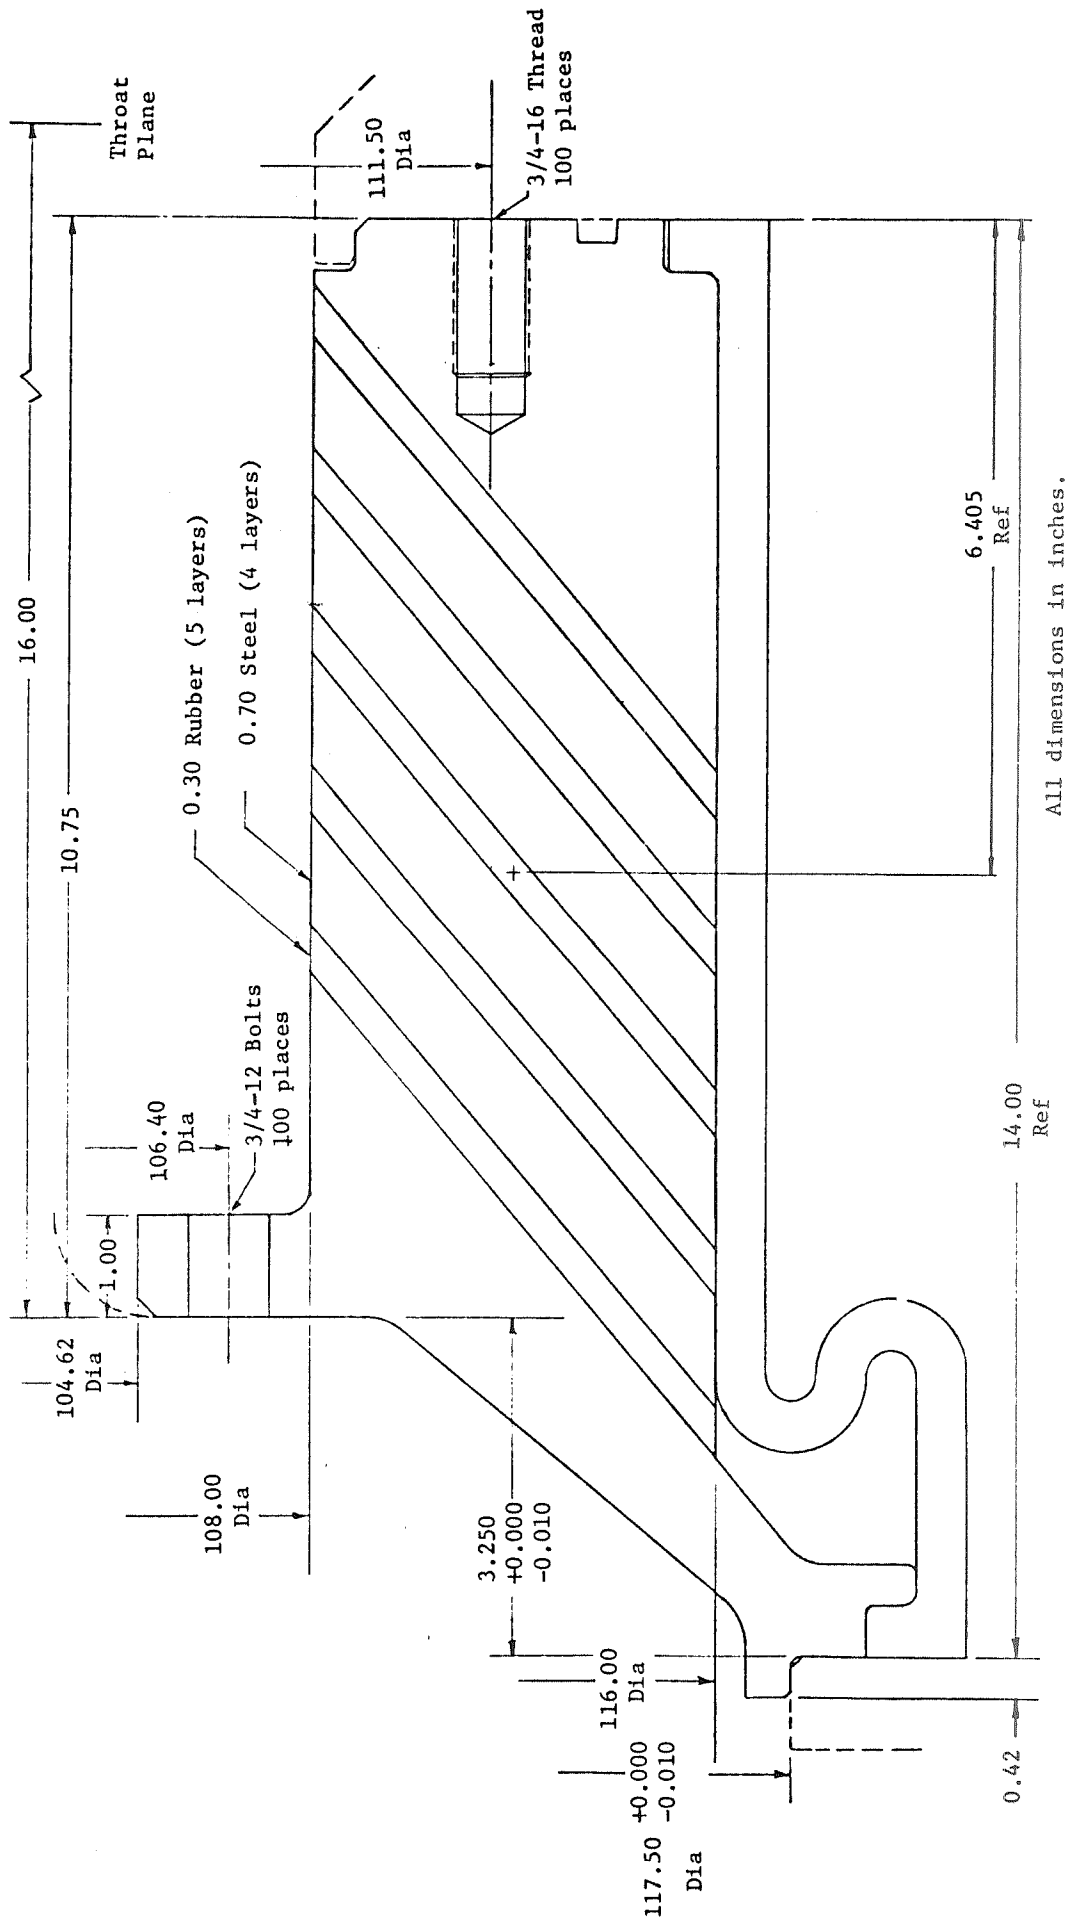 16.00
Throat
Plane
10.75
1.00
104.62
Dia
106.40
Dia
3/4-12 Bolts
100 places
0.30 Rubber (5 layers)
0.70 Steel (4 layers)
111.50
Dia
3/4-16 Thread
100 places
108.00
Dia
3.250
+0.000
-0.010
116.00
Dia
117.50 +0.000
-0.010
Dia
6.405
Ref
14.00
Ref
0.42
All dimensions in inches.